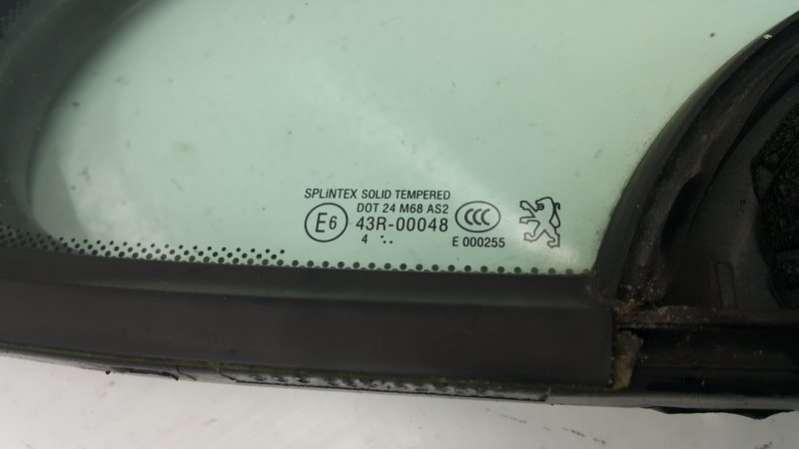 SPLiNTEX SOLID TEMPERED
DOT 24 M68 AS2
E6 43R-00048 CCC
4 E 000255